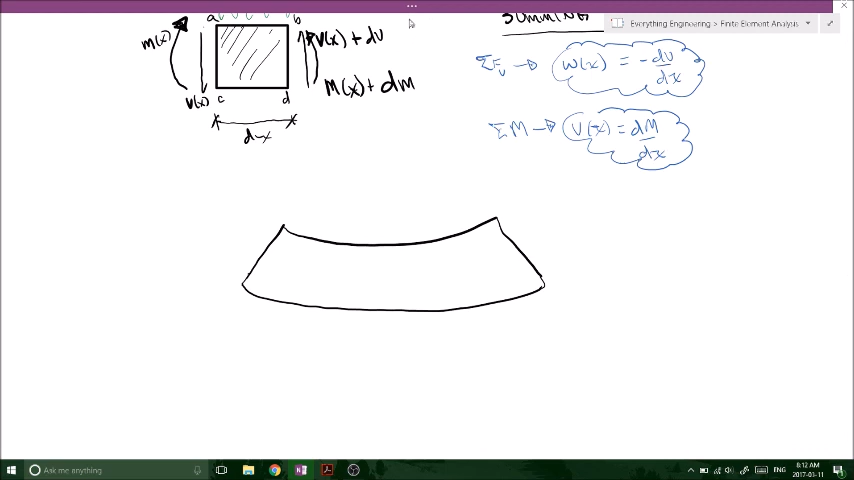 a
b
SUMMING
Everything Engineering > Finite Element Analysis
m(x)
V(x) + dV
ΣFv → w(x) = -dV/dx
M(x) + dM
V(x)
c
d
ΣM → V(x) = dM/dx
dx
Ask me anything
ENG
8:12 AM
2017-03-11